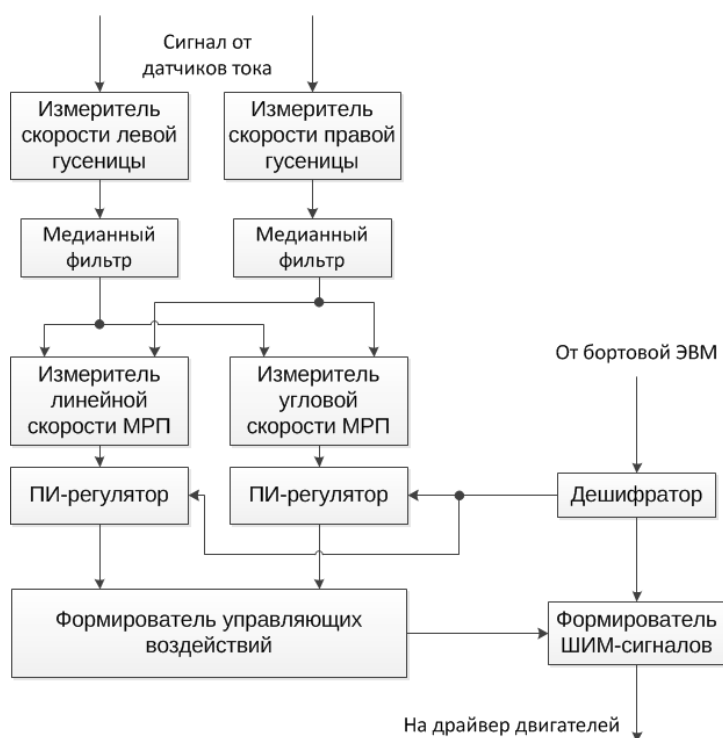 Сигнал от
датчиков тока
Измеритель
скорости левой
гусеницы
Измеритель
скорости правой
гусеницы
Медианный
фильтр
Медианный
фильтр
От бортовой ЭВМ
Измеритель
линейной
скорости МРП
Измеритель
угловой
скорости МРП
ПИ-регулятор
ПИ-регулятор
Дешифратор
Формирователь управляющих
воздействий
Формирователь
ШИМ-сигналов
На драйвер двигателей